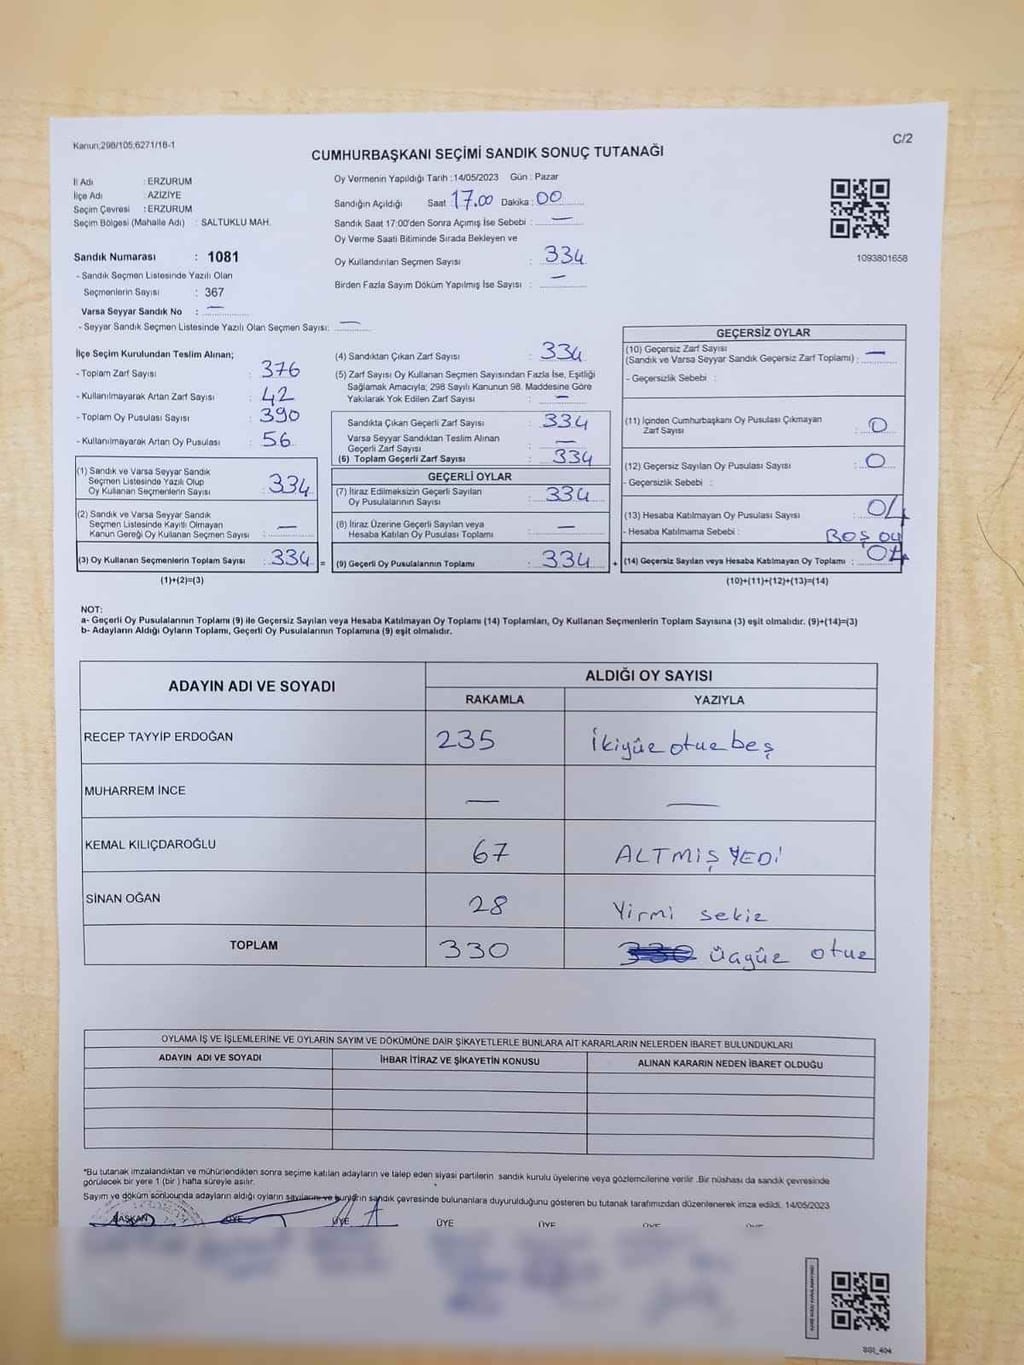 Kanun;298/105;6271/18-1
C/2
CUMHURBAŞKANI SEÇİMİ SANDIK SONUÇ TUTANAĞI
İl Adı : ERZURUM
İlçe Adı : AZİZİYE
Seçim Çevresi : ERZURUM
Seçim Bölgesi (Mahalle Adı) : SALTUKLU MAH.
Sandık Numarası : 1081
- Sandık Seçmen Listesinde Yazılı Olan
Seçmenlerin Sayısı : 367
Varsa Seyyar Sandık No : —
- Seyyar Sandık Seçmen Listesinde Yazılı Olan Seçmen Sayısı: —
Oy Vermenin Yapıldığı Tarih :14/05/2023 Gün : Pazar
Sandığın Açıldığı Saat : 17.00 Dakika : 00
Sandık Saat 17:00'den Sonra Açımış İse Sebebi : —
Oy Verme Saati Bitiminde Sırada Bekleyen ve
Oy Kullandırılan Seçmen Sayısı : 334
Birden Fazla Sayım Döküm Yapılmış İse Sayısı : —
1093801658
İlçe Seçim Kurulundan Teslim Alınan;
- Toplam Zarf Sayısı : 376
- Kullanılmayarak Artan Zarf Sayısı : 42
- Toplam Oy Pusulası Sayısı : 390
- Kullanılmayarak Artan Oy Pusulası : 56
(1) Sandık ve Varsa Seyyar Sandık
Seçmen Listesinde Yazılı Olup
Oy Kullanan Seçmenlerin Sayısı : 334
(2) Sandık ve Varsa Seyyar Sandık
Seçmen Listesinde Kayıtlı Olmayan
Kanun Gereği Oy Kullanan Seçmen Sayısı : —
(3) Oy Kullanan Seçmenlerin Toplam Sayısı : 334 =
(1)+(2)=(3)
(4) Sandıktan Çıkan Zarf Sayısı : 334
(5) Zarf Sayısı Oy Kullanan Seçmen Sayısından Fazla İse, Eşitliği
Sağlamak Amacıyla; 298 Sayılı Kanunun 98. Maddesine Göre
Yakılarak Yok Edilen Zarf Sayısı : —
Sandıkta Çıkan Geçerli Zarf Sayısı : 334
Varsa Seyyar Sandıktan Teslim Alınan
Geçerli Zarf Sayısı : —
(6) Toplam Geçerli Zarf Sayısı : 334
GEÇERLİ OYLAR
(7) İtiraz Edilmeksizin Geçerli Sayılan
Oy Pusulalarının Sayısı : 334
(8) İtiraz Üzerine Geçerli Sayılan veya
Hesaba Katılan Oy Pusulası Toplamı : —
(9) Geçerli Oy Pusulalarının Toplamı : 334 +
GEÇERSİZ OYLAR
(10) Geçersiz Zarf Sayısı
(Sandık ve Varsa Seyyar Sandık Geçersiz Zarf Toplamı) : —
- Geçersizlik Sebebi :
(11) İçinden Cumhurbaşkanı Oy Pusulası Çıkmayan
Zarf Sayısı : 0
(12) Geçersiz Sayılan Oy Pusulası Sayısı : 0
- Geçersizlik Sebebi :
(13) Hesaba Katılmayan Oy Pusulası Sayısı : 04
- Hesaba Katılmama Sebebi : BOŞ oy
(14) Geçersiz Sayılan veya Hesaba Katılmayan Oy Toplamı : 04
(10)+(11)+(12)+(13)=(14)
NOT:
a- Geçerli Oy Pusulalarının Toplamı (9) ile Geçersiz Sayılan veya Hesaba Katılmayan Oy Toplamı (14) Toplamları, Oy Kullanan Seçmenlerin Toplam Sayısına (3) eşit olmalıdır. (9)+(14)=(3)
b- Adayların Aldığı Oyların Toplamı, Geçerli Oy Pusulalarının Toplamına (9) eşit olmalıdır.
ADAYIN ADI VE SOYADI ALDIĞI OY SAYISI
RAKAMLA YAZIYLA
RECEP TAYYİP ERDOĞAN 235 İkiyüz otuz beş
MUHARREM İNCE — —
KEMAL KILIÇDAROĞLU 67 ALTMIŞ YEDİ
SİNAN OĞAN 28 Yirmi sekiz
TOPLAM 330 330 üçyüz otuz
OYLAMA İŞ VE İŞLEMLERİNE VE OYLARIN SAYIM VE DÖKÜMÜNE DAİR ŞİKAYETLERLE BUNLARA AİT KARARLARIN NELERDEN İBARET BULUNDUKLARI
ADAYIN ADI VE SOYADI İHBAR İTİRAZ VE ŞİKAYETİN KONUSU ALINAN KARARIN NEDEN İBARET OLDUĞU
*Bu tutanak imzalandıktan ve mühürlendikten sonra seçime katılan adayların ve talep eden siyasi partilerin sandık kurulu üyelerine veya gözlemcilerine verilir .Bir nüshası da sandık çevresinde
görülecek bir yere 1 (bir ) hafta süreyle asılır.
Sayım ve döküm sonucunda adayların aldığı oyların sayılarını ve bunların sandık çevresinde bulunanlara duyurulduğunu gösteren bu tutanak tarafımızdan düzenlenerek imza edildi. 14/05/2023
BAŞKAN ÜYE ÜYE ÜYE ÜYE ÜYE ÜYE